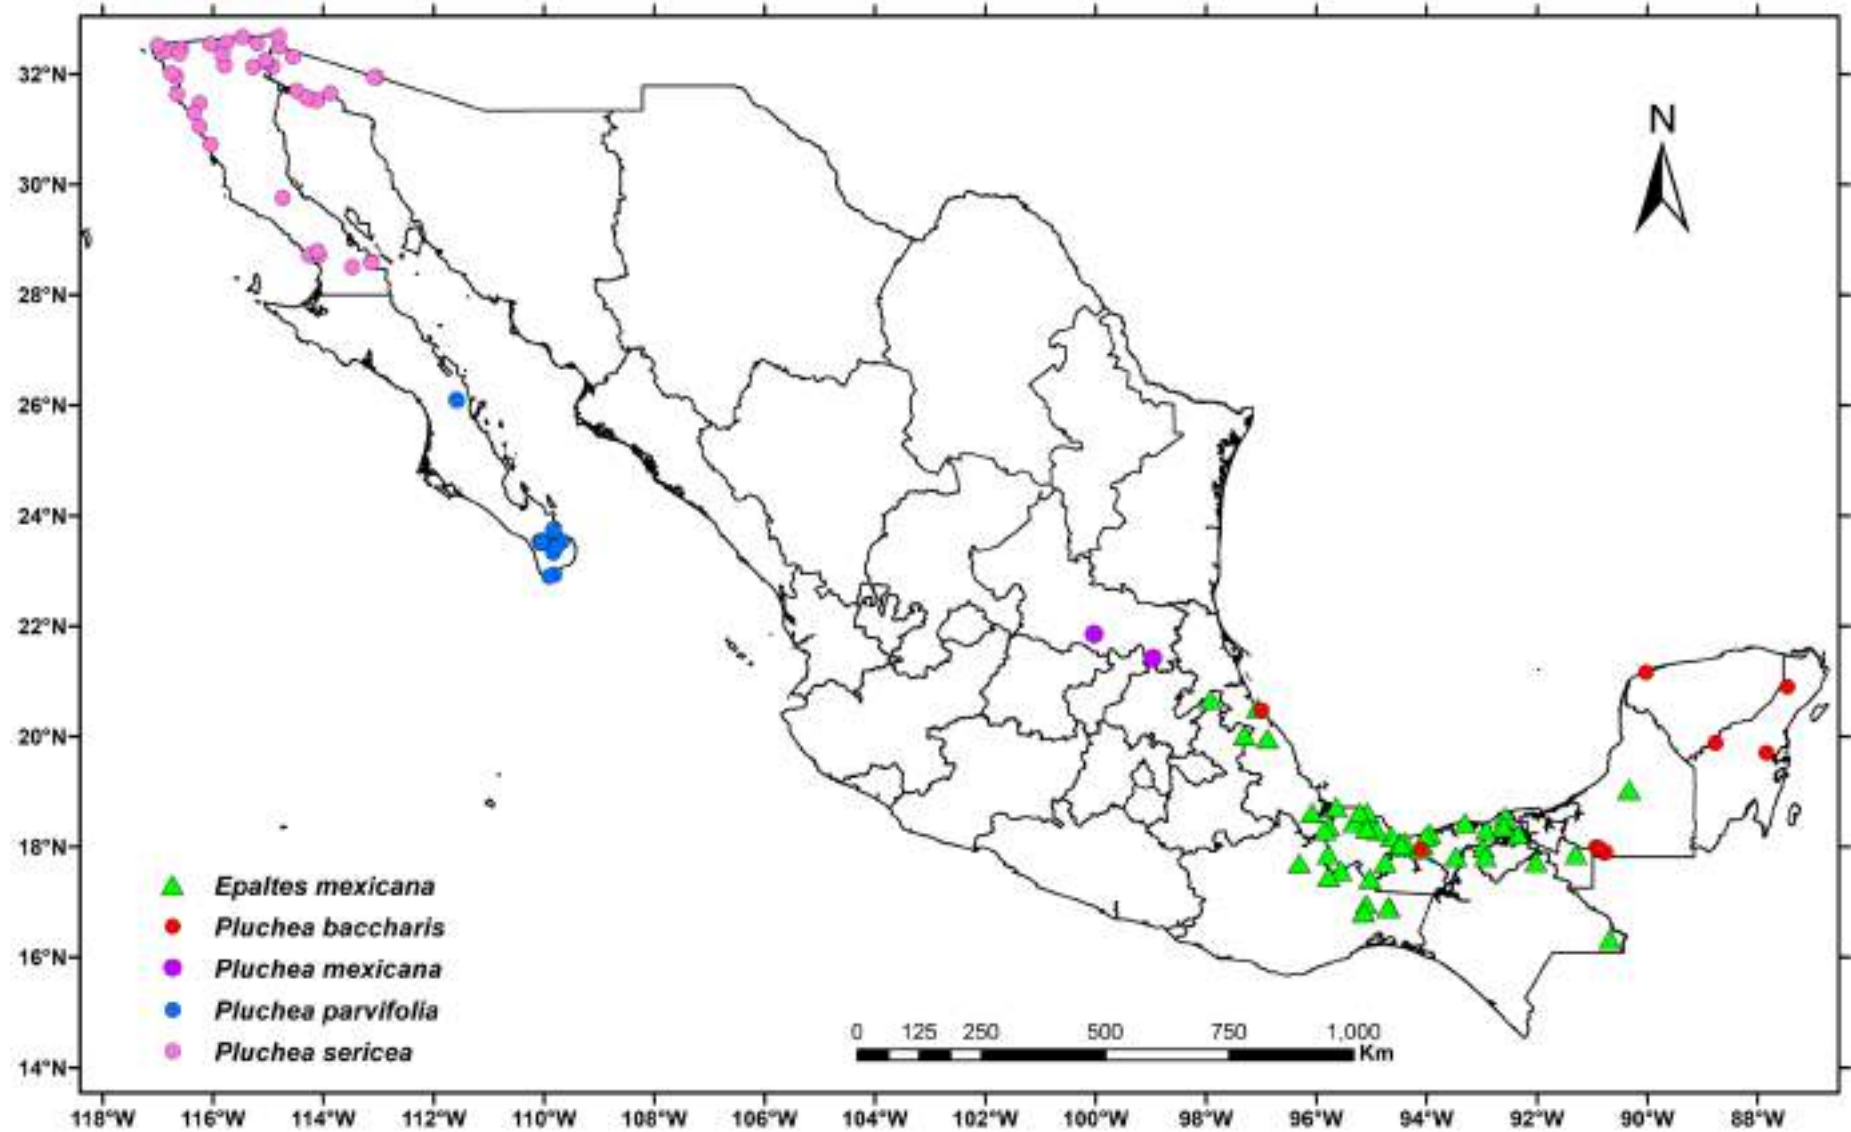 N
32°N
30°N
28°N
26°N
24°N
22°N
20°N
18°N
16°N
14°N
Epaltes mexicana
Pluchea baccharis
Pluchea mexicana
Pluchea parvifolia
Pluchea sericea
0 125 250 500 750 1,000
Km
118°W 116°W 114°W 112°W 110°W 108°W 106°W 104°W 102°W 100°W 98°W 96°W 94°W 92°W 90°W 88°W